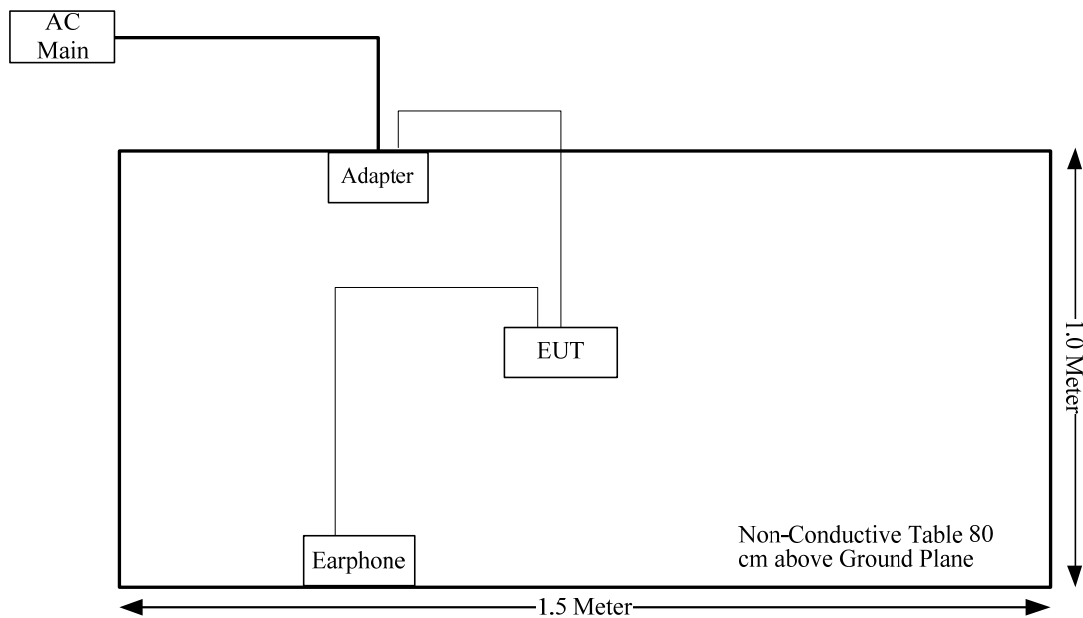 AC
Main
Adapter
EUT
1.0 Meter
Earphone
Non-Conductive Table 80
cm above Ground Plane
1.5 Meter